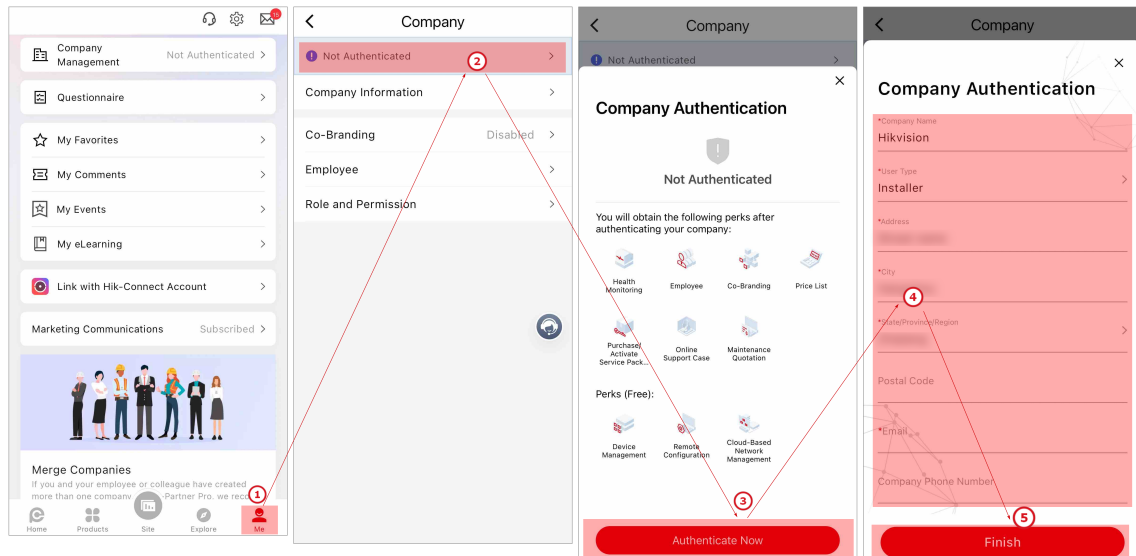 15
Company
Management
Not Authenticated
Questionnaire
My Favorites
My Comments
My Events
My eLearning
Link with Hik-Connect Account
Marketing Communications
Subscribed
Merge Companies
If you and your employee or colleague have created
more than one company
-Partner Pro. we reco
1
Home
Products
Site
Explore
Me
Company
Not Authenticated
2
Company Information
Co-Branding
Disabled
Employee
Role and Permission
Company
Not Authenticated
Company Authentication
Not Authenticated
You will obtain the following perks after
authenticating your company:
Health
Monitoring
Employee
Co-Branding
Price List
Purchase/
Activate
Service Pack...
Online
Support Case
Maintenance
Quotation
Perks (Free):
Device
Management
Remote
Configuration
Cloud-Based
Network
Management
3
Authenticate Now
Company
Company Authentication
*Company Name
Hikvision
*User Type
Installer
*Address
*City
4
*State/Province/Region
Postal Code
*Email
Company Phone Number
5
Finish